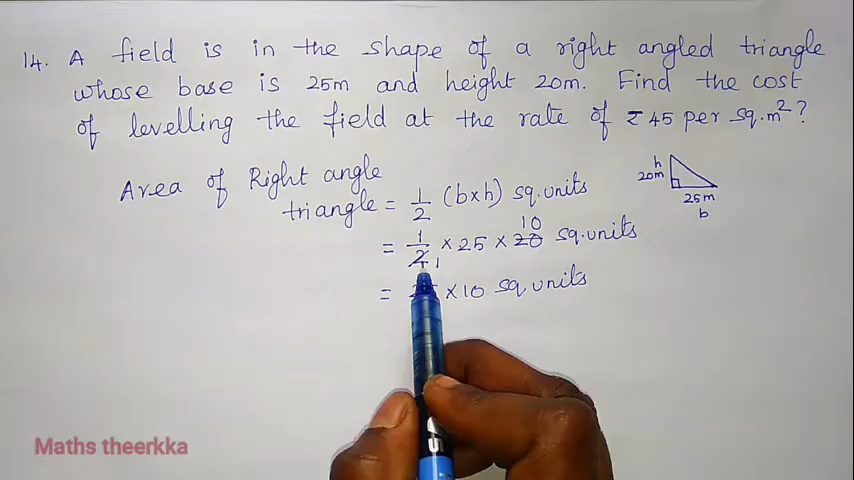 14. A field is in the shape of a right angled triangle
whose base is 25m and height 20m. Find the cost
of levelling the field at the rate of ₹ 45 per sq.m²?
Area of Right angle
triangle = 1/2 (b×h) sq.units
h
20m
25m
b
10
= 1/2 × 25 × 20 sq.units
1
= × 10 sq.units
Maths theerkka